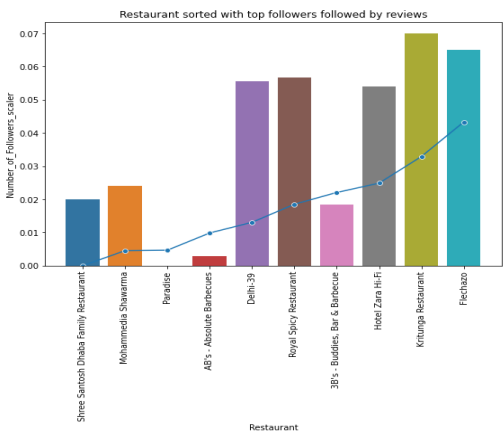 Restaurant sorted with top followers followed by reviews
Number_of_Followers_scaler
0.07
0.06
0.05
0.04
0.03
0.02
0.01
0.00
Shree Santosh Dhaba Family Restaurant
Mohammedia Shawarma
Paradise
AB's - Absolute Barbecues
Delhi-39
Royal Spicy Restaurant
3B's - Buddies, Bar & Barbecue
Hotel Zara Hi-Fi
Kritunga Restaurant
Flechazo
Restaurant